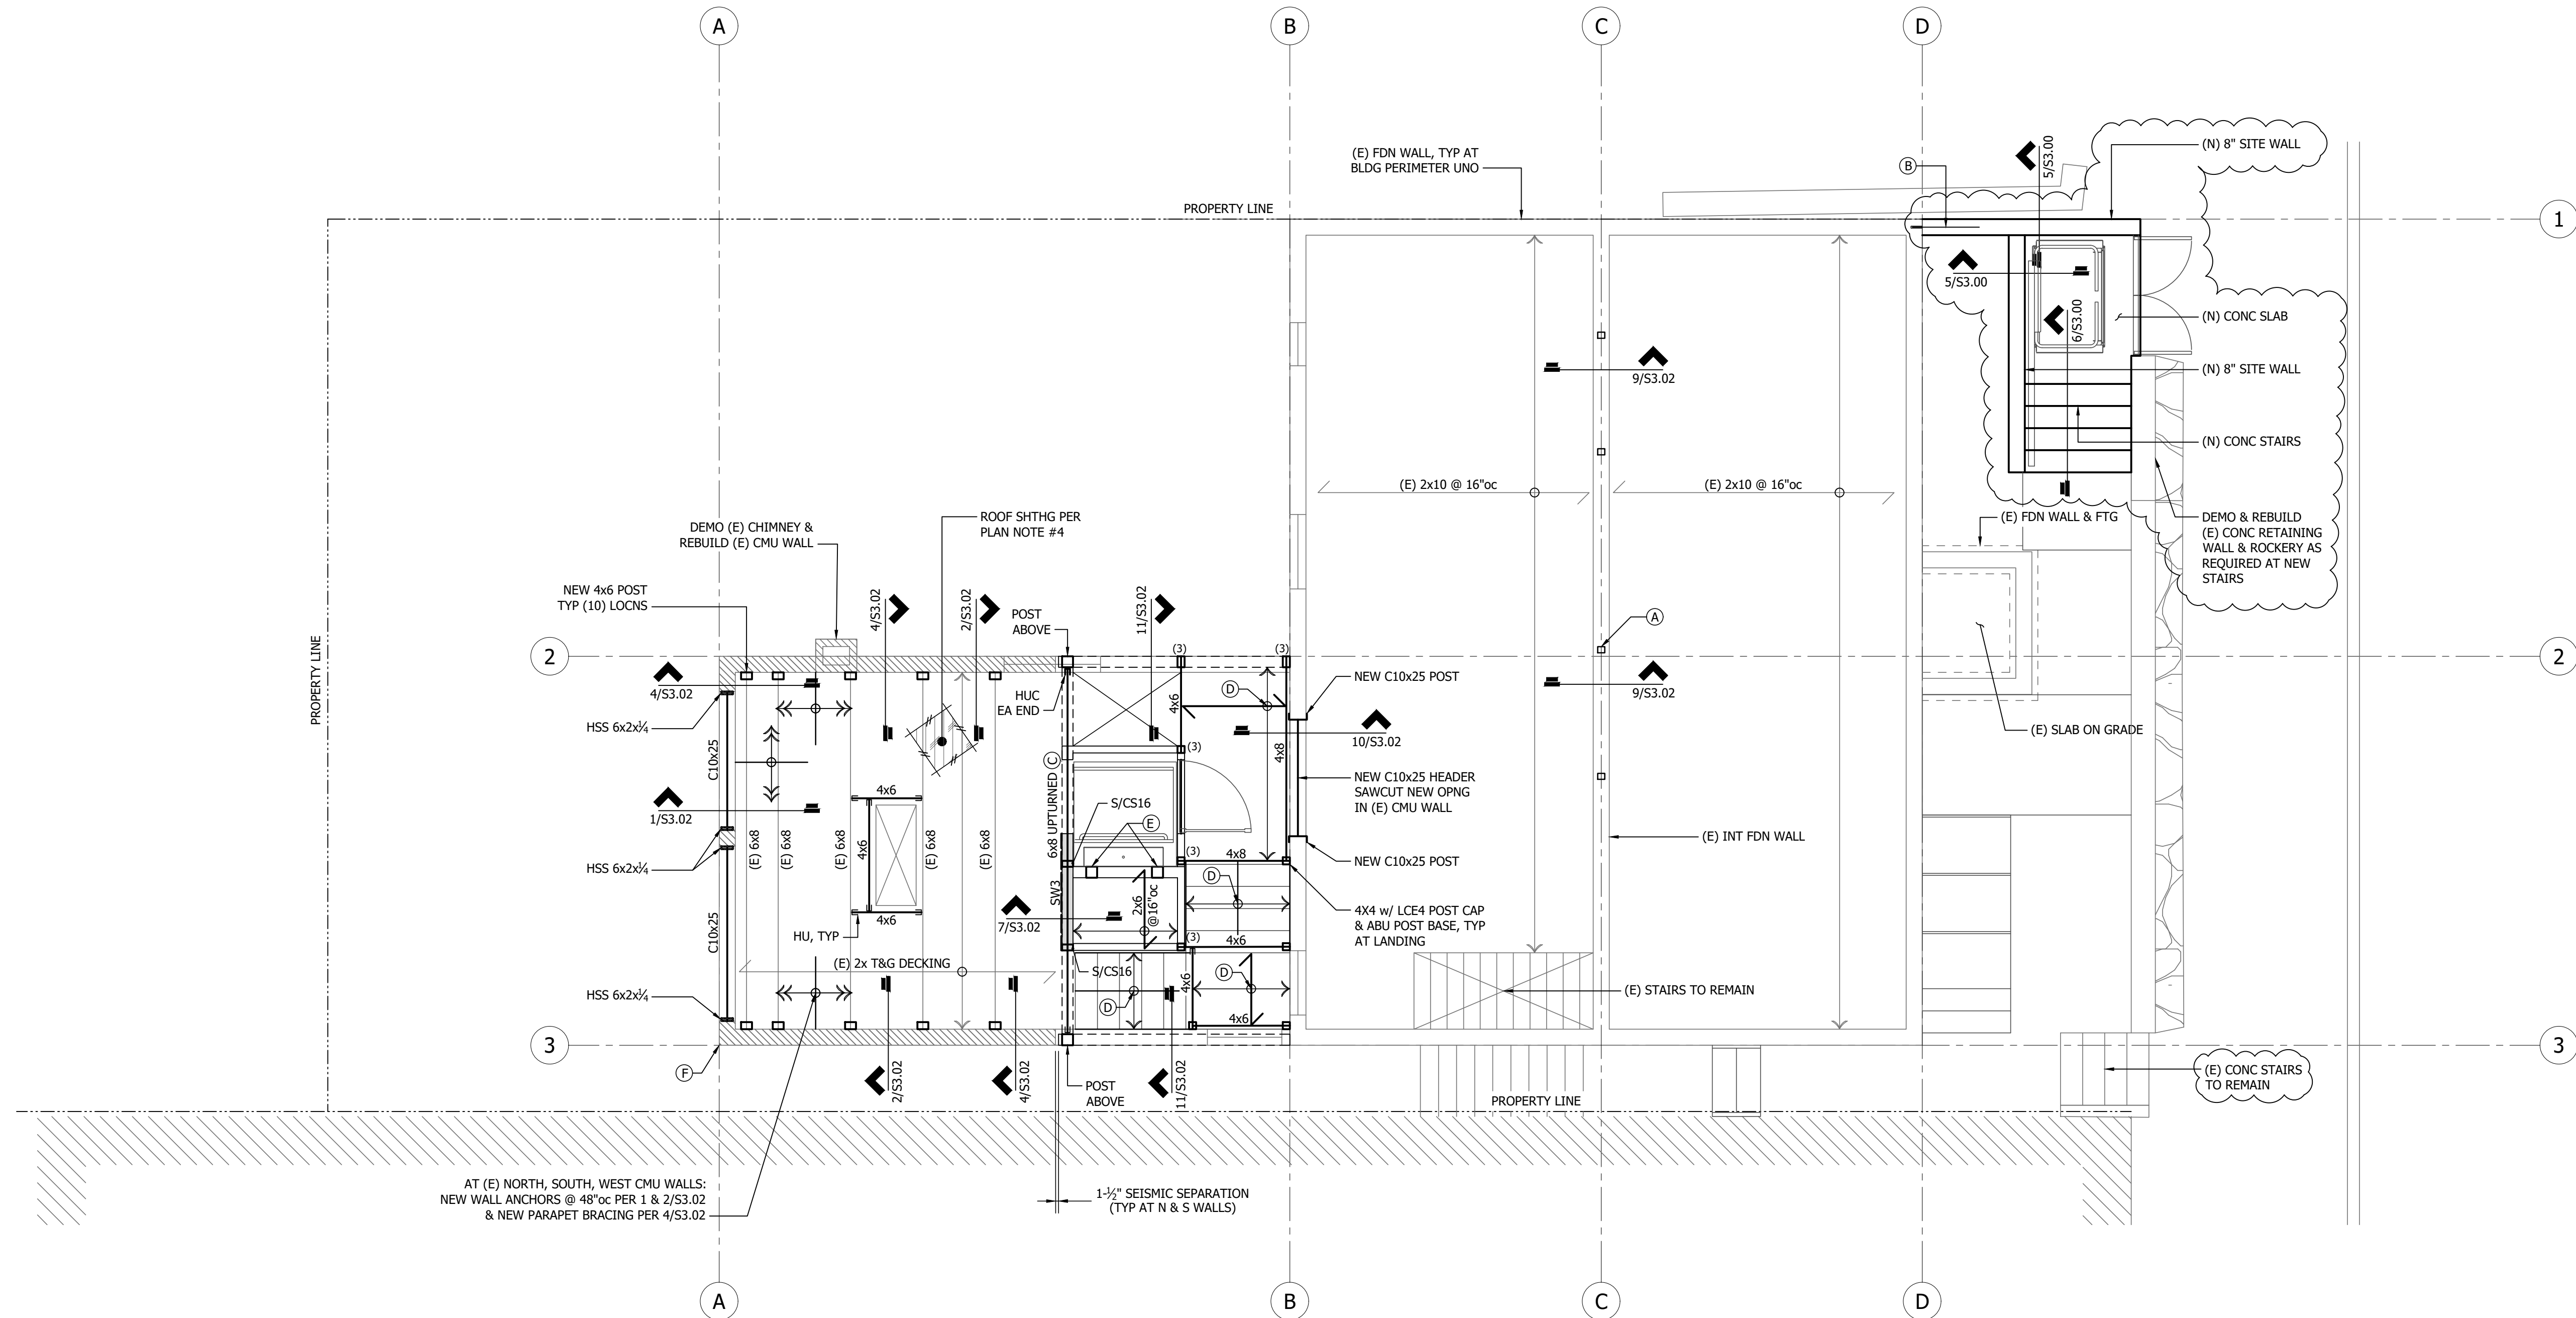 A
B
C
D
(E) FDN WALL, TYP AT
BLDG PERIMETER UNO
B
5/S3.00
(N) 8" SITE WALL
PROPERTY LINE
1
5/S3.00
6/S3.00
(N) CONC SLAB
(N) 8" SITE WALL
9/S3.02
(N) CONC STAIRS
(E) 2x10 @ 16"oc
(E) 2x10 @ 16"oc
(E) FDN WALL & FTG
DEMO & REBUILD
(E) CONC RETAINING
WALL & ROCKERY AS
REQUIRED AT NEW
STAIRS
ROOF SHTHG PER
PLAN NOTE #4
DEMO (E) CHIMNEY &
REBUILD (E) CMU WALL
NEW 4x6 POST
TYP (10) LOCNS
4/S3.02
2/S3.02
POST
ABOVE
11/S3.02
A
PROPERTY LINE
2
(3)
(3)
2
4/S3.02
HUC
EA END
D
4x6
NEW C10x25 POST
9/S3.02
HSS 6x2x¼
C10x25
10/S3.02
(E) SLAB ON GRADE
(3)
4x8
6x8 UPTURNED C
NEW C10x25 HEADER
SAWCUT NEW OPNG
IN (E) CMU WALL
4x6
1/S3.02
S/CS16
E
(E) 6x8
(E) 6x8
(E) 6x8
4x6
(E) 6x8
(E) 6x8
(E) INT FDN WALL
HSS 6x2x¼
(3)
4x8
NEW C10x25 POST
SW3
D
2x6
@16"oc
C10x25
4x6
7/S3.02
4X4 w/ LCE4 POST CAP
& ABU POST BASE, TYP
AT LANDING
HU, TYP
(3)
4x6
(E) 2x T&G DECKING
S/CS16
4x6
D
HSS 6x2x¼
D
(E) STAIRS TO REMAIN
4x6
3
3
F
2/S3.02
4/S3.02
POST
ABOVE
11/S3.02
(E) CONC STAIRS
TO REMAIN
PROPERTY LINE
AT (E) NORTH, SOUTH, WEST CMU WALLS:
NEW WALL ANCHORS @ 48"oc PER 1 & 2/S3.02
& NEW PARAPET BRACING PER 4/S3.02
1-½" SEISMIC SEPARATION
(TYP AT N & S WALLS)
A
B
C
D